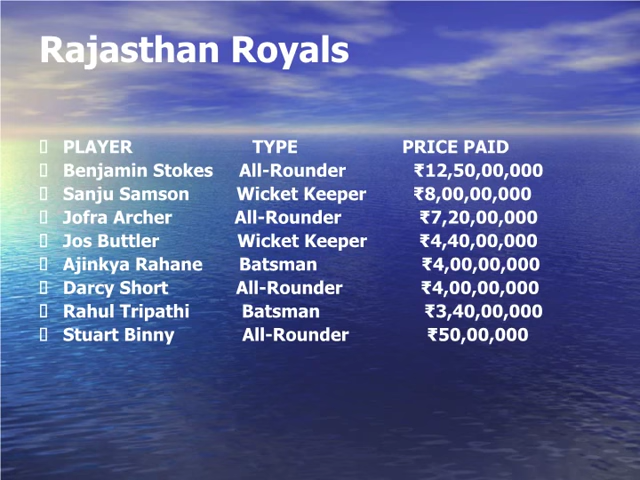 Rajasthan Royals
PLAYER TYPE PRICE PAID
Benjamin Stokes All-Rounder ₹12,50,00,000
Sanju Samson Wicket Keeper ₹8,00,00,000
Jofra Archer All-Rounder ₹7,20,00,000
Jos Buttler Wicket Keeper ₹4,40,00,000
Ajinkya Rahane Batsman ₹4,00,00,000
Darcy Short All-Rounder ₹4,00,00,000
Rahul Tripathi Batsman ₹3,40,00,000
Stuart Binny All-Rounder ₹50,00,000